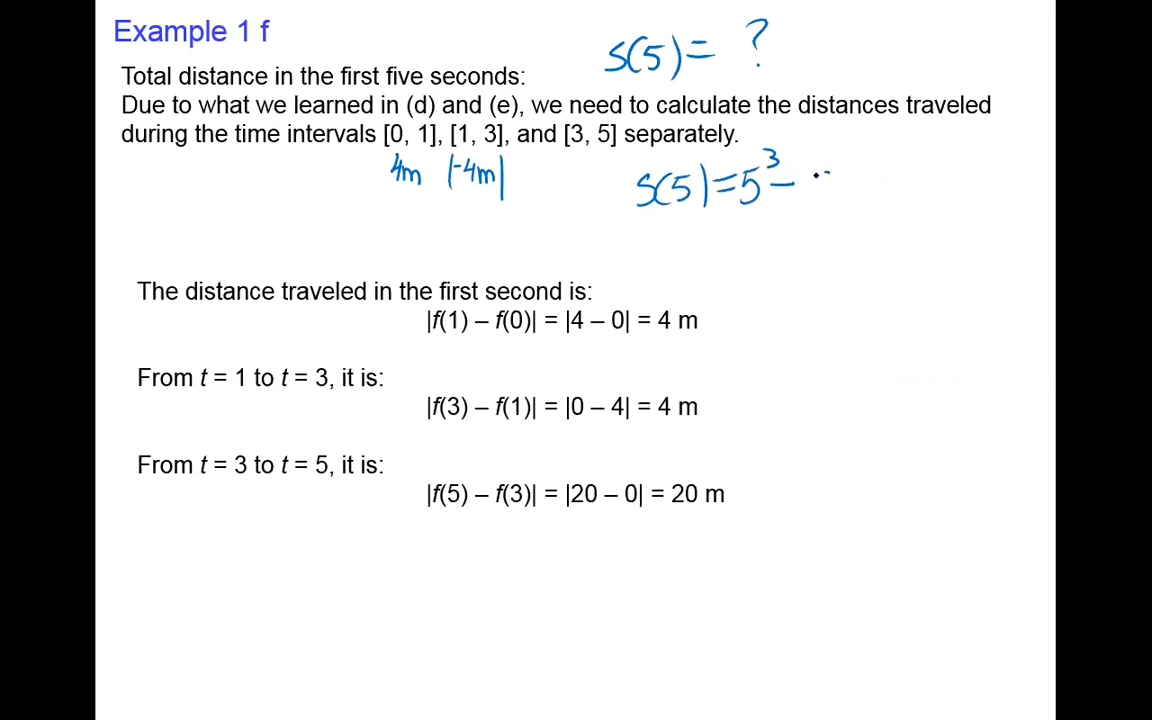 Example 1 f
s(5) = ?
Total distance in the first five seconds:
Due to what we learned in (d) and (e), we need to calculate the distances traveled
during the time intervals [0, 1], [1, 3], and [3, 5] separately.
4m |-4m|
s(5) = 5³ -
The distance traveled in the first second is:
|f(1) – f(0)| = |4 – 0| = 4 m
From t = 1 to t = 3, it is:
|f(3) – f(1)| = |0 – 4| = 4 m
From t = 3 to t = 5, it is:
|f(5) – f(3)| = |20 – 0| = 20 m